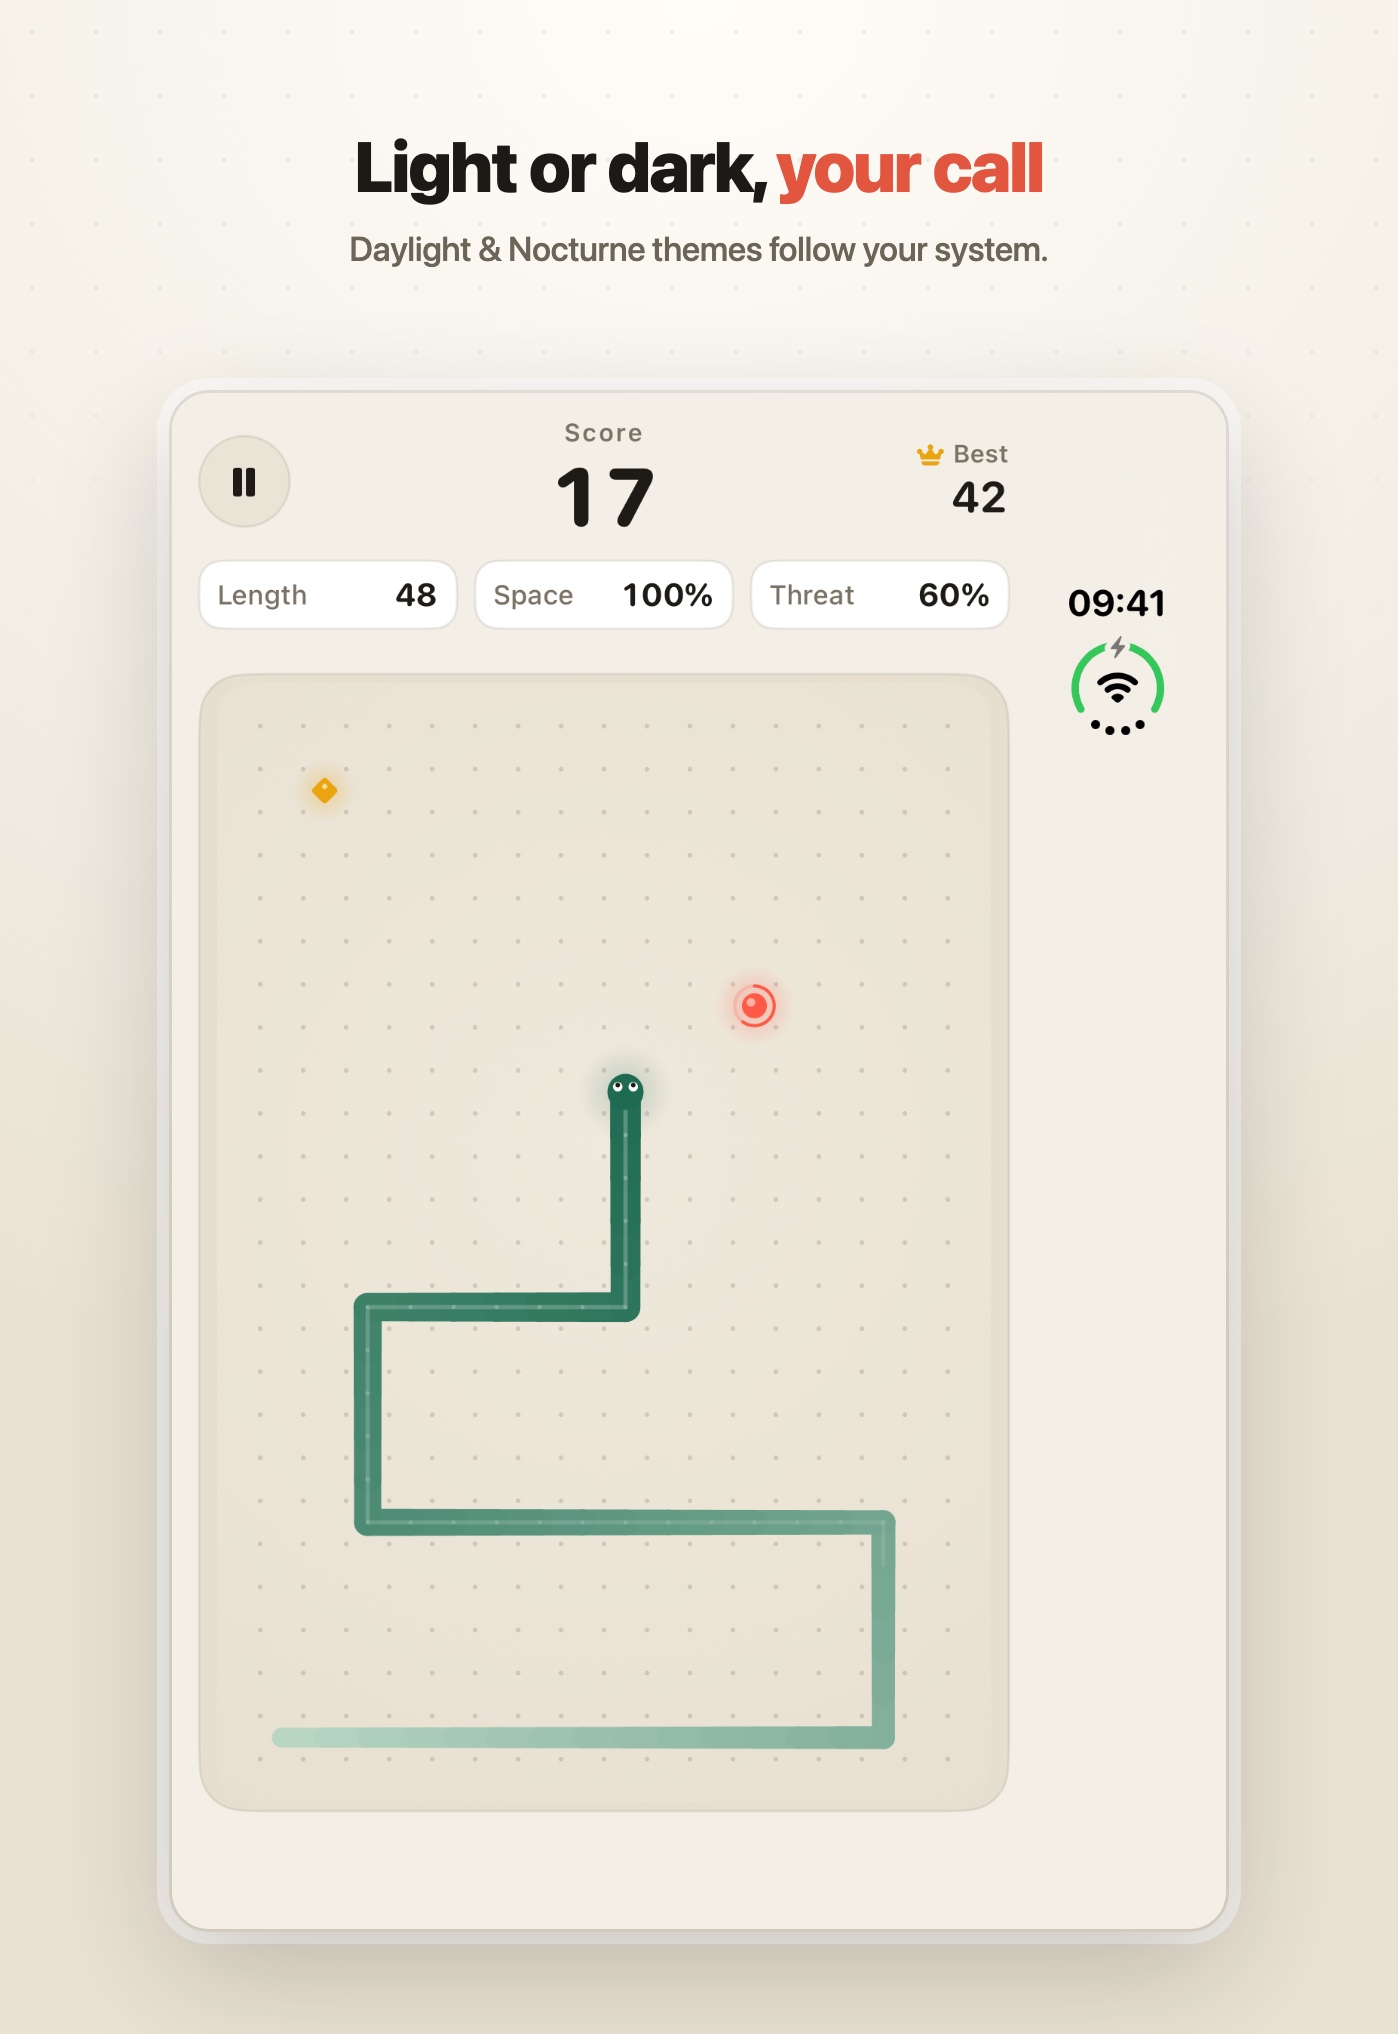 Light or dark, your call
Daylight & Nocturne themes follow your system.
Score
17
Best
42
Length 48
Space 100%
Threat 60%
09:41